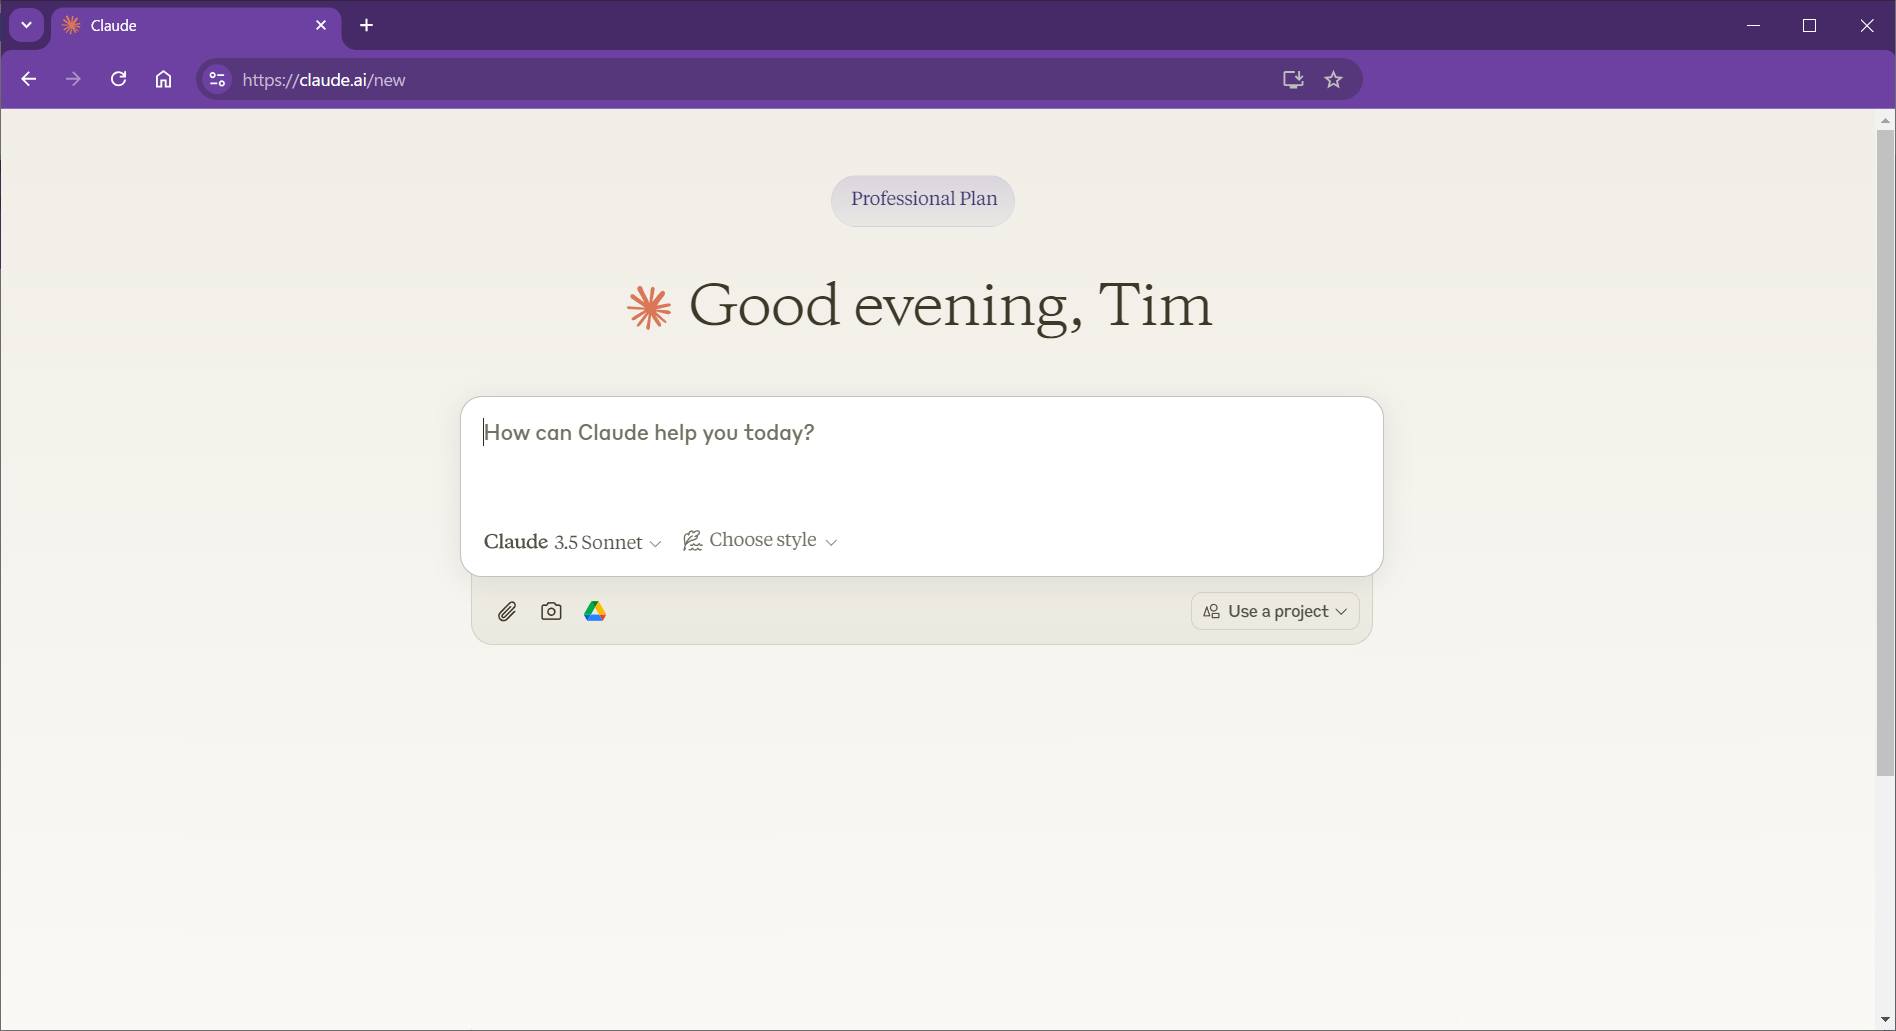 Claude
https://claude.ai/new
Professional Plan
Good evening, Tim
How can Claude help you today?
Claude 3.5 Sonnet
Choose style
Use a project